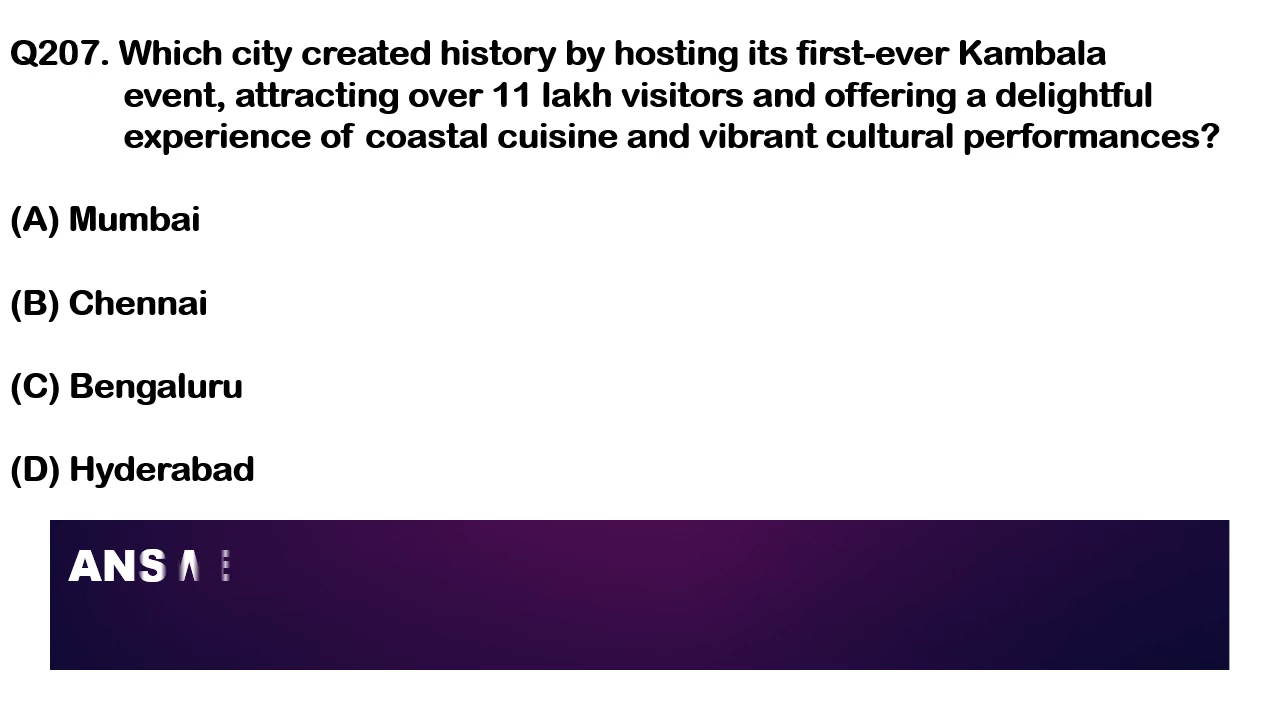 Q207. Which city created history by hosting its first-ever Kambala
event, attracting over 11 lakh visitors and offering a delightful
experience of coastal cuisine and vibrant cultural performances?
(A) Mumbai
(B) Chennai
(C) Bengaluru
(D) Hyderabad